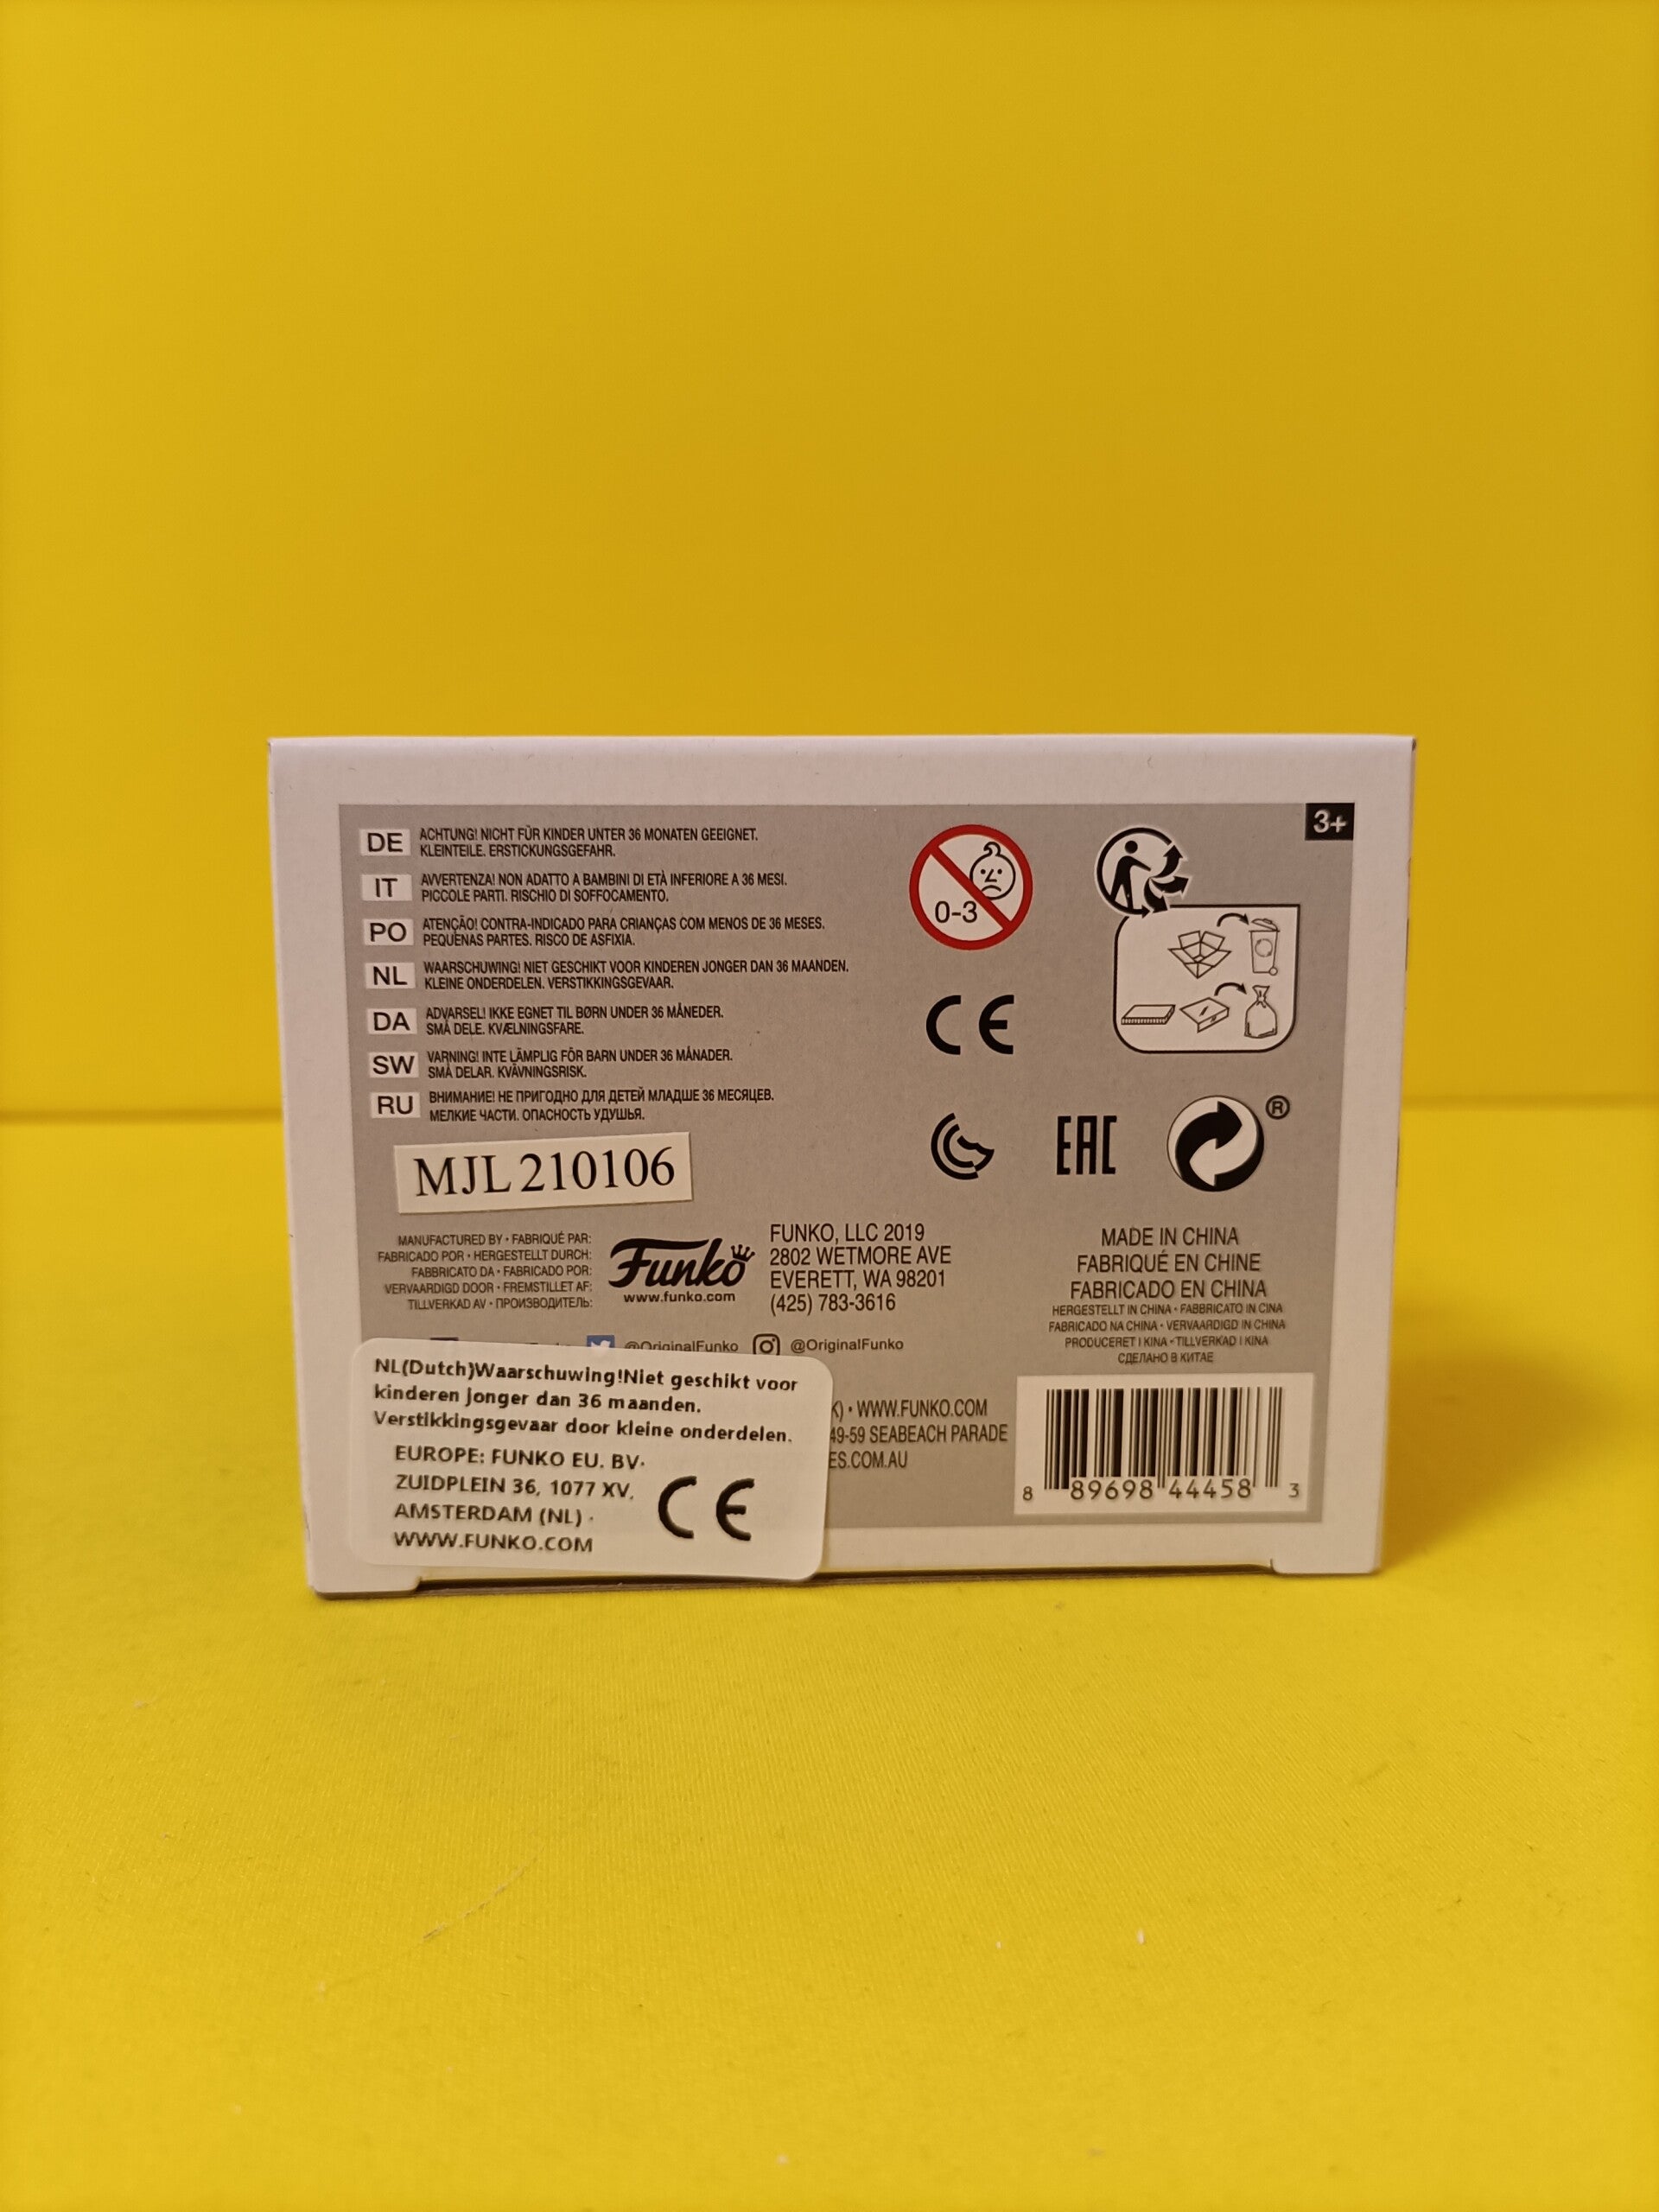 3+
DE ACHTUNG! NICHT FÜR KINDER UNTER 36 MONATEN GEEIGNET.
KLEINTEILE. ERSTICKUNGSGEFAHR.
IT AVVERTENZA! NON ADATTO A BAMBINI DI ETÀ INFERIORE A 36 MESI.
PICCOLE PARTI. RISCHIO DI SOFFOCAMENTO.
PO ATENÇÃO! CONTRA-INDICADO PARA CRIANÇAS COM MENOS DE 36 MESES.
PEQUENAS PARTES. RISCO DE ASFIXIA.
NL WAARSCHUWING! NIET GESCHIKT VOOR KINDEREN JONGER DAN 36 MAANDEN.
KLEINE ONDERDELEN. VERSTIKKINGSGEVAAR.
DA ADVARSEL! IKKE EGNET TIL BØRN UNDER 36 MÅNEDER.
SMÅ DELE. KVÆLNINGSFARE.
SW VARNING! INTE LÄMPLIG FÖR BARN UNDER 36 MÅNADER.
SMÅ DELAR. KVÄVNINGSRISK.
RU ВНИМАНИЕ! НЕ ПРИГОДНО ДЛЯ ДЕТЕЙ МЛАДШЕ 36 МЕСЯЦЕВ.
МЕЛКИЕ ЧАСТИ. ОПАСНОСТЬ УДУШЬЯ.
0-3
CE
EAC
®
MJL 210106
MANUFACTURED BY • FABRIQUÉ PAR:
FABRICADO POR • HERGESTELLT DURCH:
FABBRICATO DA • FABRICADO POR:
VERVAARDIGD DOOR • FREMSTILLET AF:
TILLVERKAD AV • ПРОИЗВОДИТЕЛЬ:
Funko
www.funko.com
FUNKO, LLC 2019
2802 WETMORE AVE
EVERETT, WA 98201
(425) 783-3616
MADE IN CHINA
FABRIQUÉ EN CHINE
FABRICADO EN CHINA
HERGESTELLT IN CHINA • FABBRICATO IN CINA
FABRICADO NA CHINA • VERVAARDIGD IN CHINA
PRODUCERET I KINA • TILLVERKAD I KINA
СДЕЛАНО В КИТАЕ
@OriginalFunko @OriginalFunko
K) • WWW.FUNKO.COM
49-59 SEABEACH PARADE
ES.COM.AU
NL(Dutch)Waarschuwing!Niet geschikt voor
kinderen jonger dan 36 maanden.
Verstikkingsgevaar door kleine onderdelen.
EUROPE: FUNKO EU. BV.
ZUIDPLEIN 36, 1077 XV,
AMSTERDAM (NL) ·
WWW.FUNKO.COM
CE
8 89698 44458 3